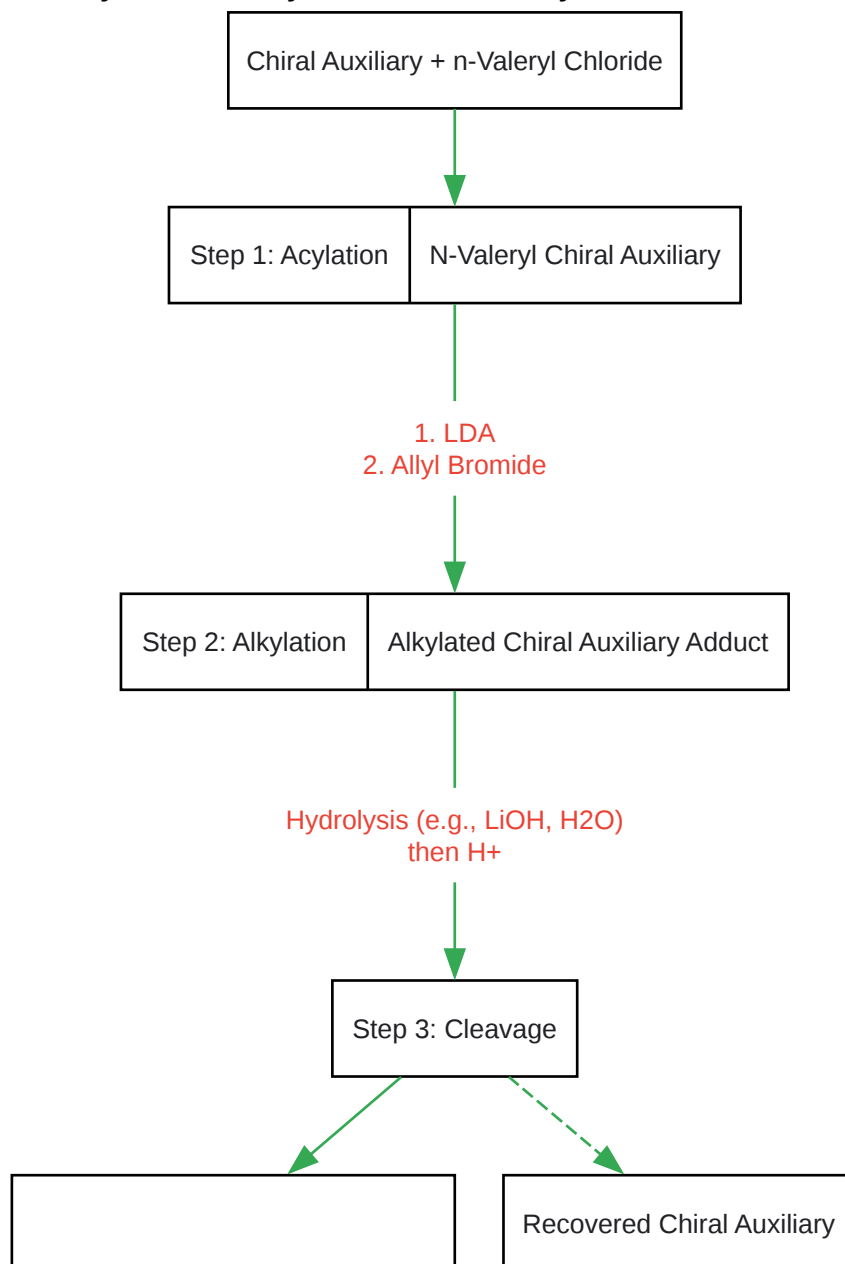 Chiral Auxiliary + n-Valeryl Chloride
Step 1: Acylation
N-Valeryl Chiral Auxiliary
1. LDA
2. Allyl Bromide
Step 2: Alkylation
Alkylated Chiral Auxiliary Adduct
Hydrolysis (e.g., LiOH, H2O)
then H+
Step 3: Cleavage
Recovered Chiral Auxiliary